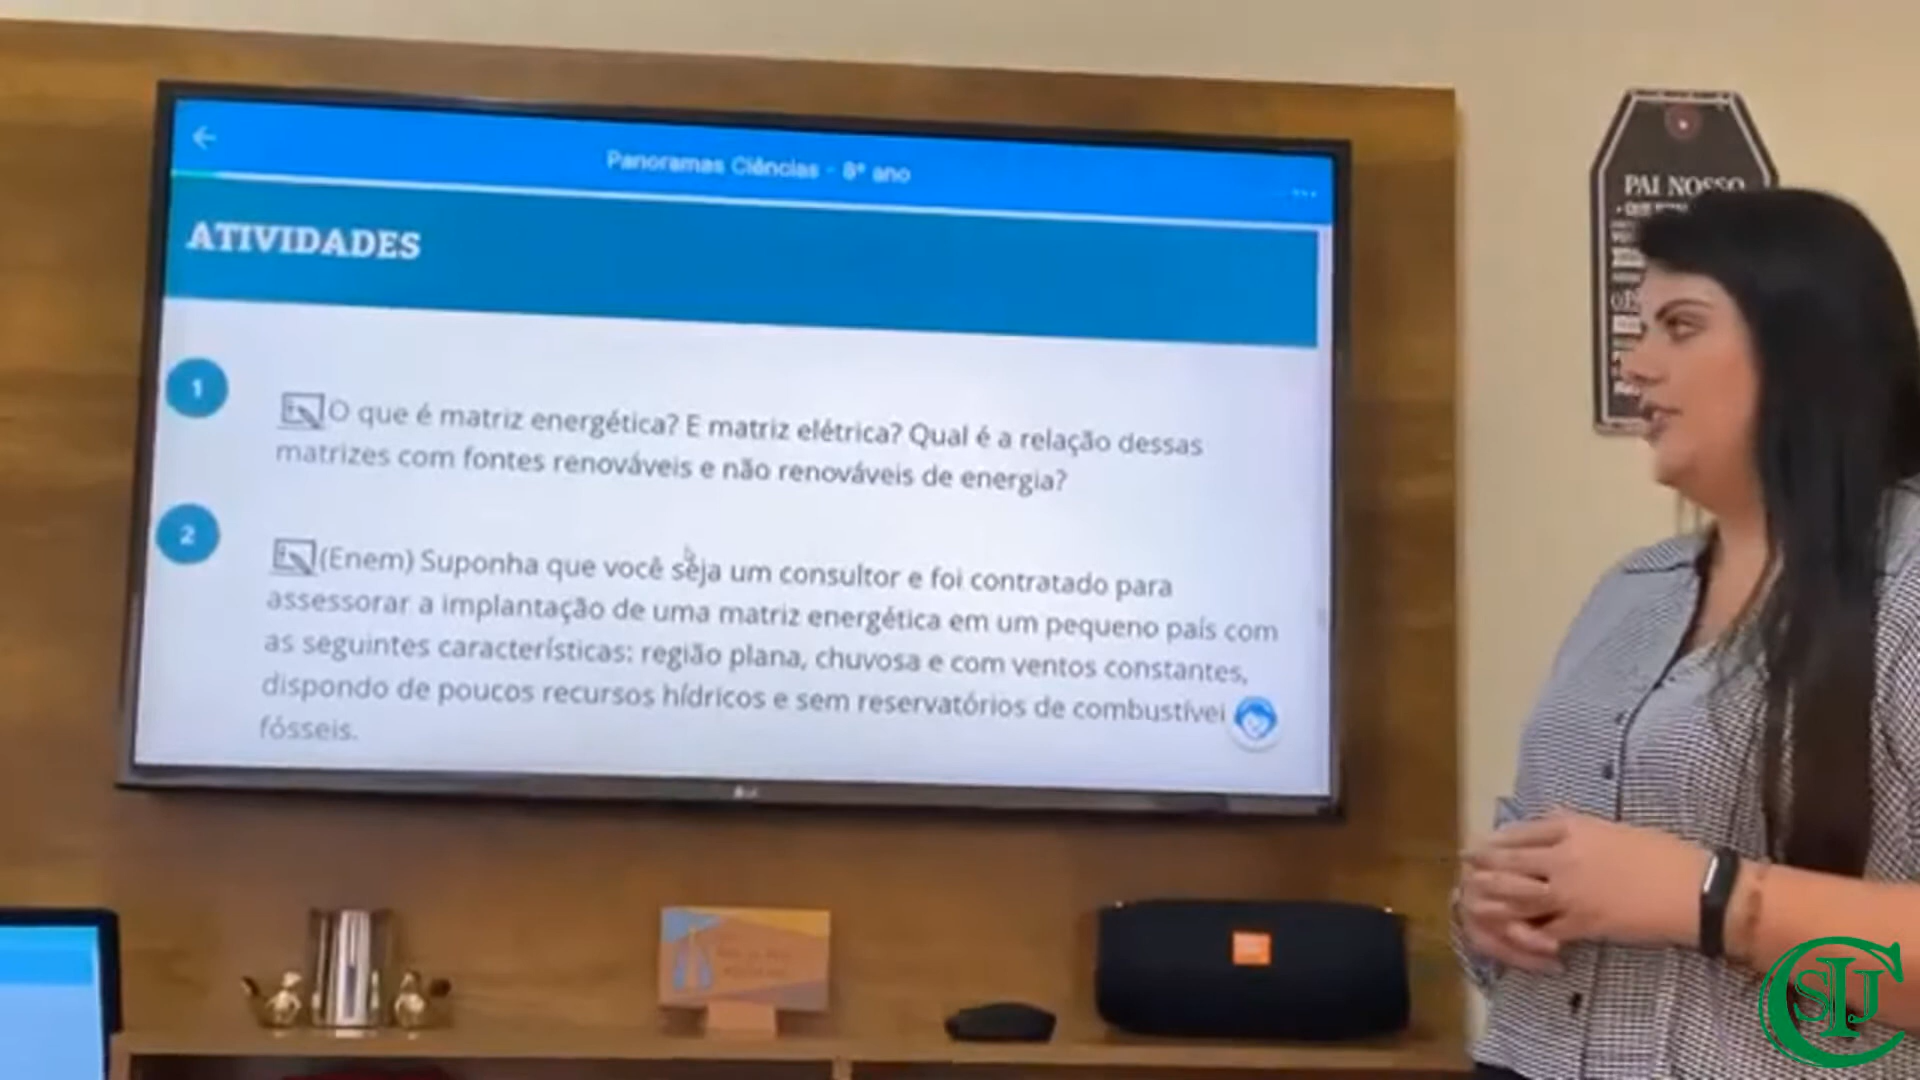 Panoramas Ciências - 8º ano
ATIVIDADES
1
O que é matriz energética? E matriz elétrica? Qual é a relação dessas
matrizes com fontes renováveis e não renováveis de energia?
2
(Enem) Suponha que você seja um consultor e foi contratado para
assessorar a implantação de uma matriz energética em um pequeno país com
as seguintes características: região plana, chuvosa e com ventos constantes,
dispondo de poucos recursos hídricos e sem reservatórios de combustívei
fósseis.
PAI NOSSO
LG
CSIJ